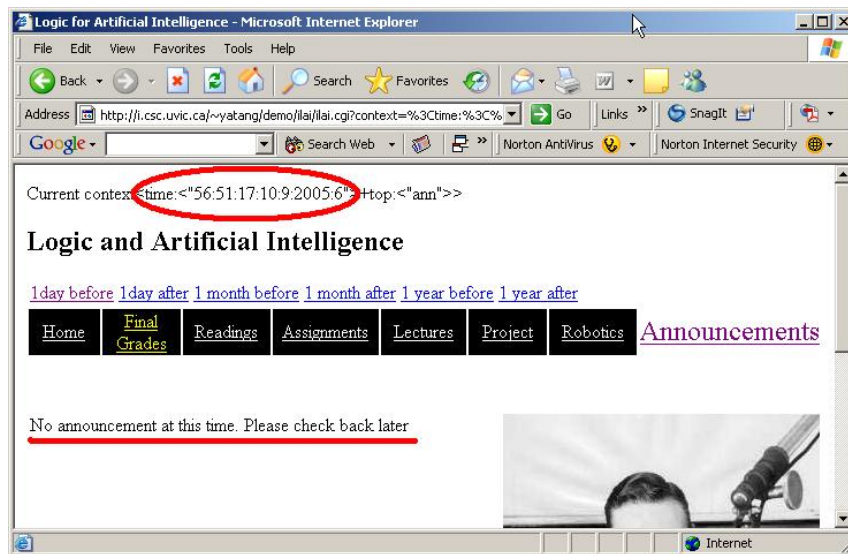 Logic for Artificial Intelligence - Microsoft Internet Explorer
File Edit View Favorites Tools Help
Back Search Favorites
Address http://i.csc.uvic.ca/~yatang/demo/ilai/ilai.cgi?context=%3Ctime:%3C% Go Links » SnagIt
Google Search Web » Norton AntiVirus Norton Internet Security
Current context<time:<"56:51:17:10:9:2005:6">+top:<"ann">>
Logic and Artificial Intelligence
1day before 1day after 1 month before 1 month after 1 year before 1 year after
Home Final Grades Readings Assignments Lectures Project Robotics Announcements
No announcement at this time. Please check back later
Internet